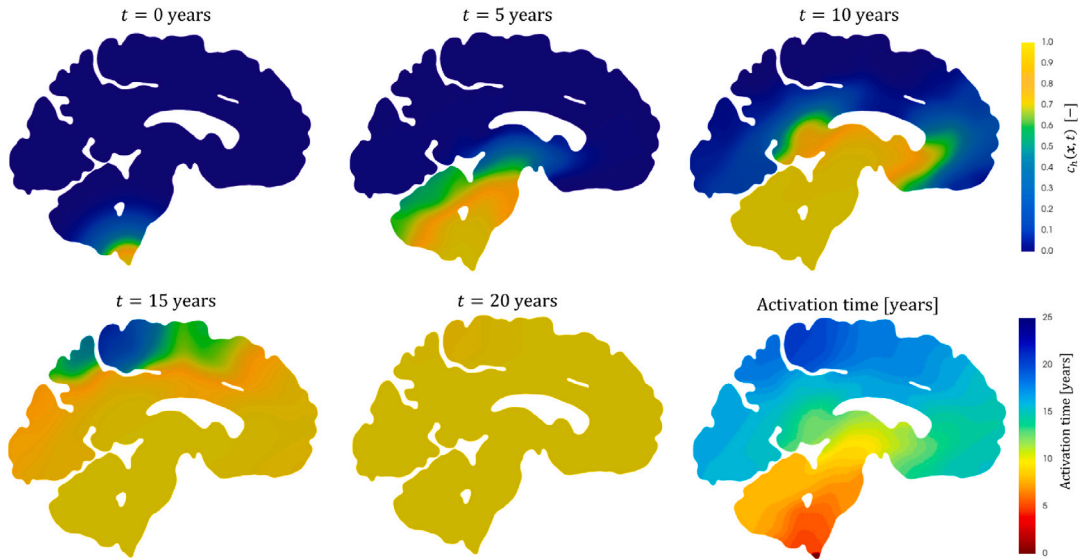 t = 0 years
t = 5 years
t = 10 years
1.0
0.9
0.8
0.7
0.6
0.5
0.4
0.3
0.2
0.1
0.0
c_h(x, t) [−]
t = 15 years
t = 20 years
Activation time [years]
25
20
15
10
5
0
Activation time [years]